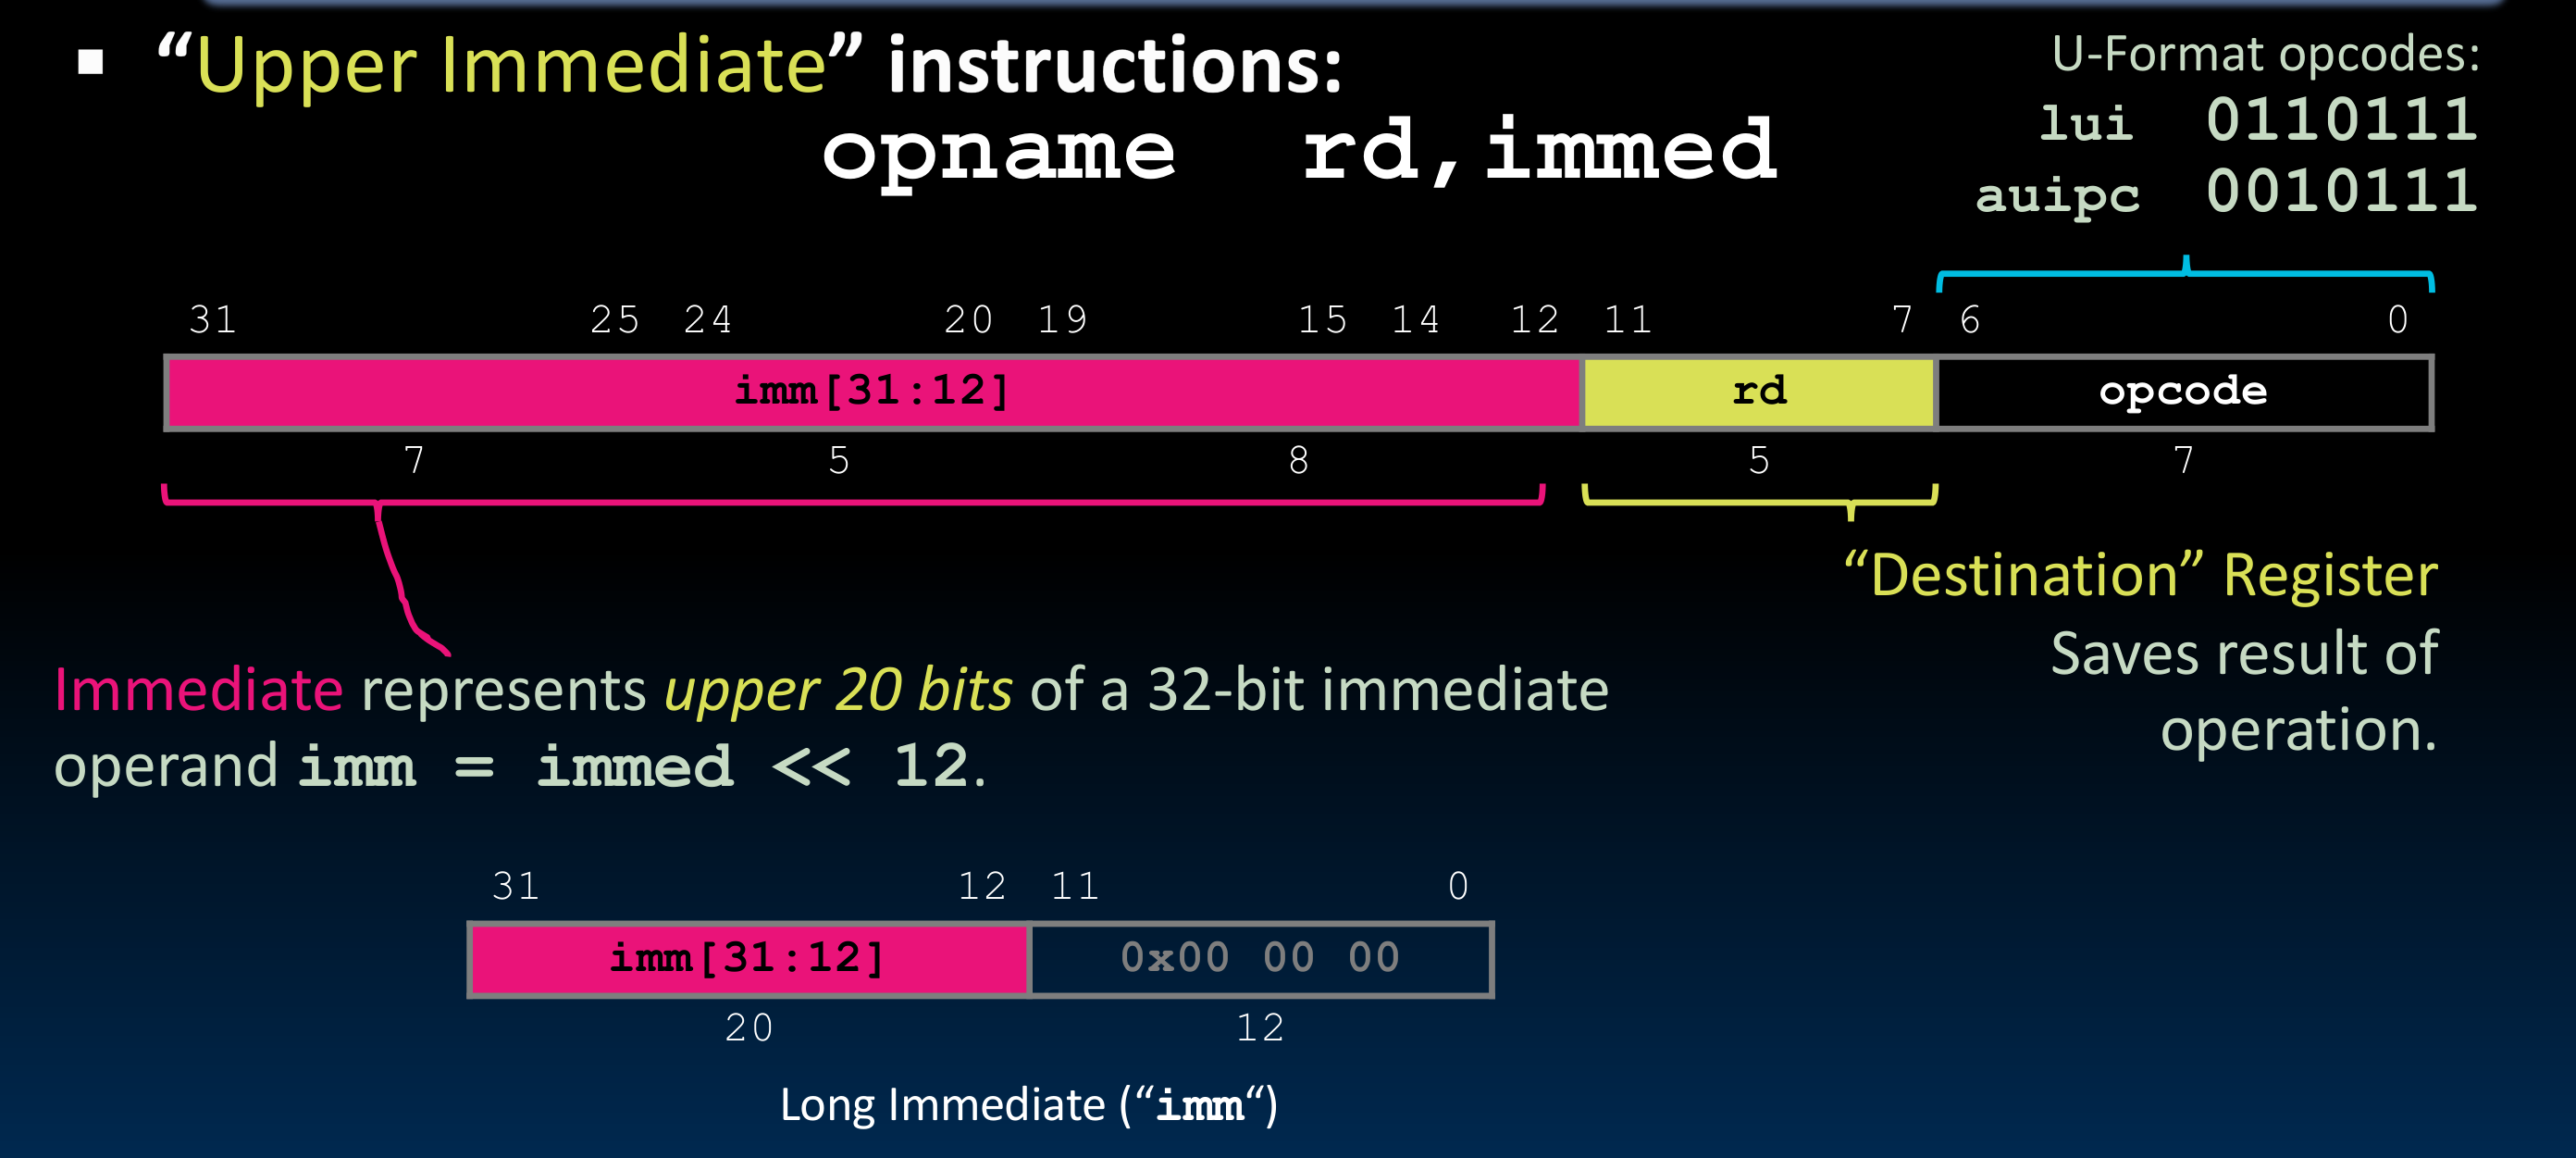 ▪ “Upper Immediate” instructions:
opname rd,immed
U-Format opcodes:
lui 0110111
auipc 0010111
31 25 24 20 19 15 14 12 11 7 6 0
imm[31:12] rd opcode
7 5 8 5 7
“Destination” Register
Saves result of
operation.
Immediate represents upper 20 bits of a 32-bit immediate
operand imm = immed << 12.
31 12 11 0
imm[31:12] 0x00 00 00
20 12
Long Immediate (“imm“)